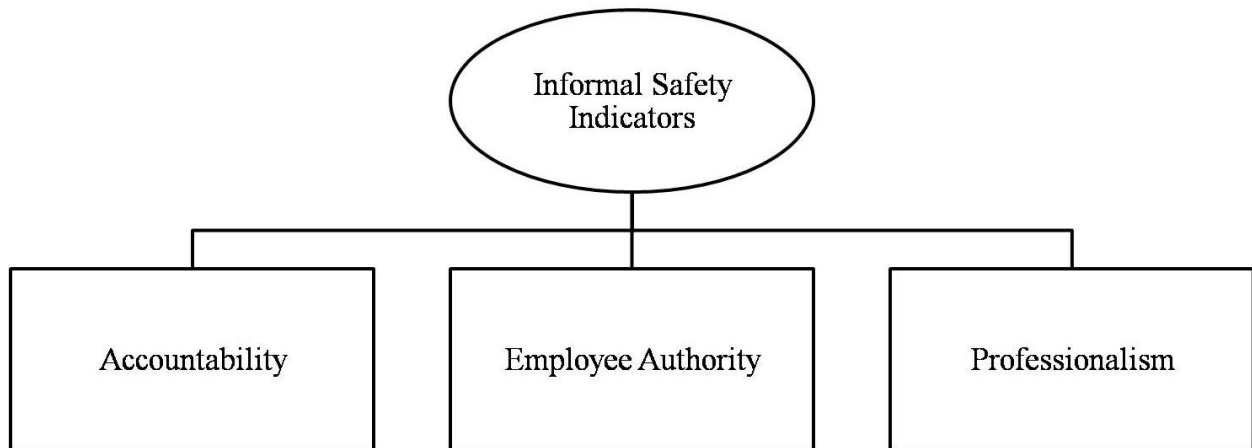 Informal Safety
Indicators
Accountability
Employee Authority
Professionalism